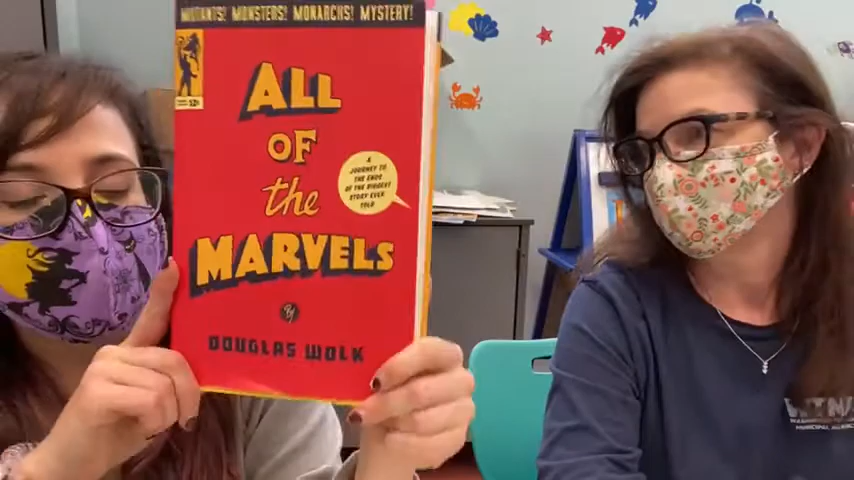 MUTANTS! MONSTERS! MONARCHS! MYSTERY!
ALL
OF
the
MARVELS
A
JOURNEY TO
THE ENDS
OF THE BIGGEST
STORY EVER
TOLD
By
DOUGLAS WOLK